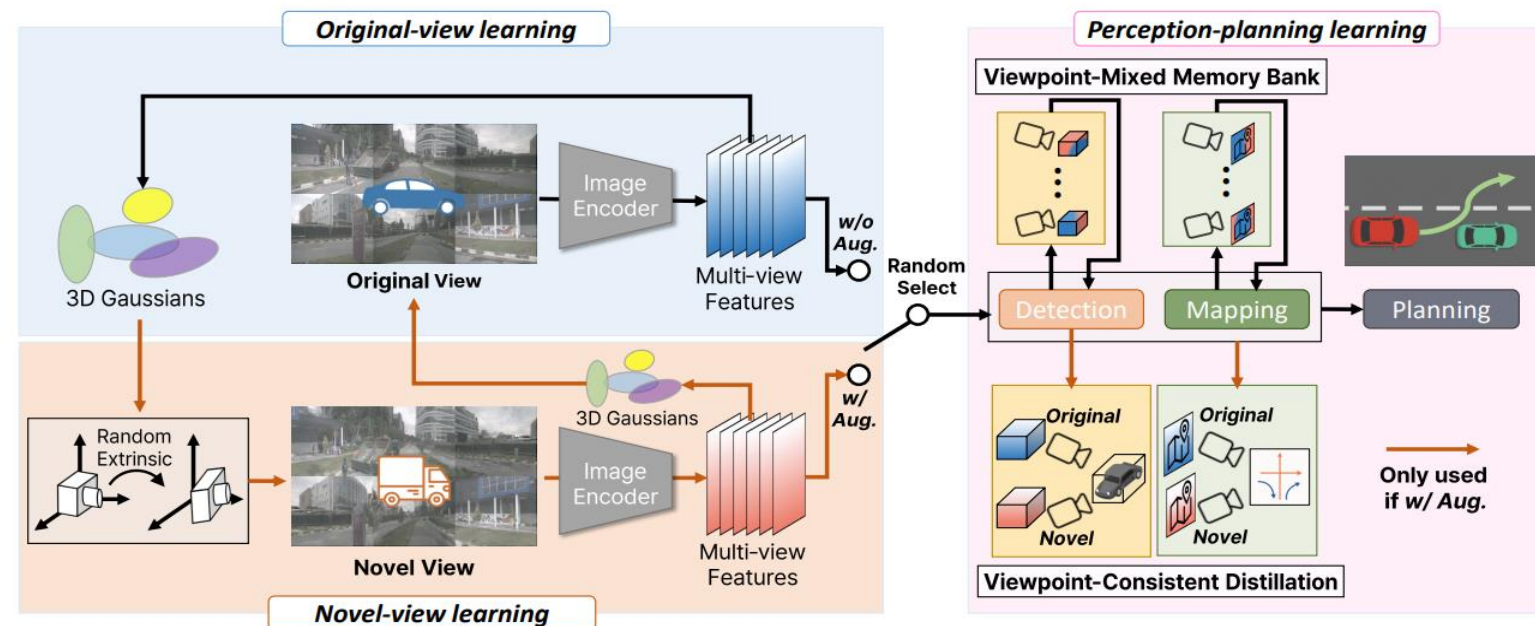 Original-view learning
3D Gaussians
Original View
Image
Encoder
Multi-view
Features
w/o
Aug.
Random
Select
Random
Extrinsic
Novel View
Image
Encoder
3D Gaussians
Multi-view
Features
w/
Aug.
Novel-view learning
Perception-planning learning
Viewpoint-Mixed Memory Bank
Detection
Mapping
Planning
Original
Novel
Original
Novel
Viewpoint-Consistent Distillation
Only used
if w/ Aug.